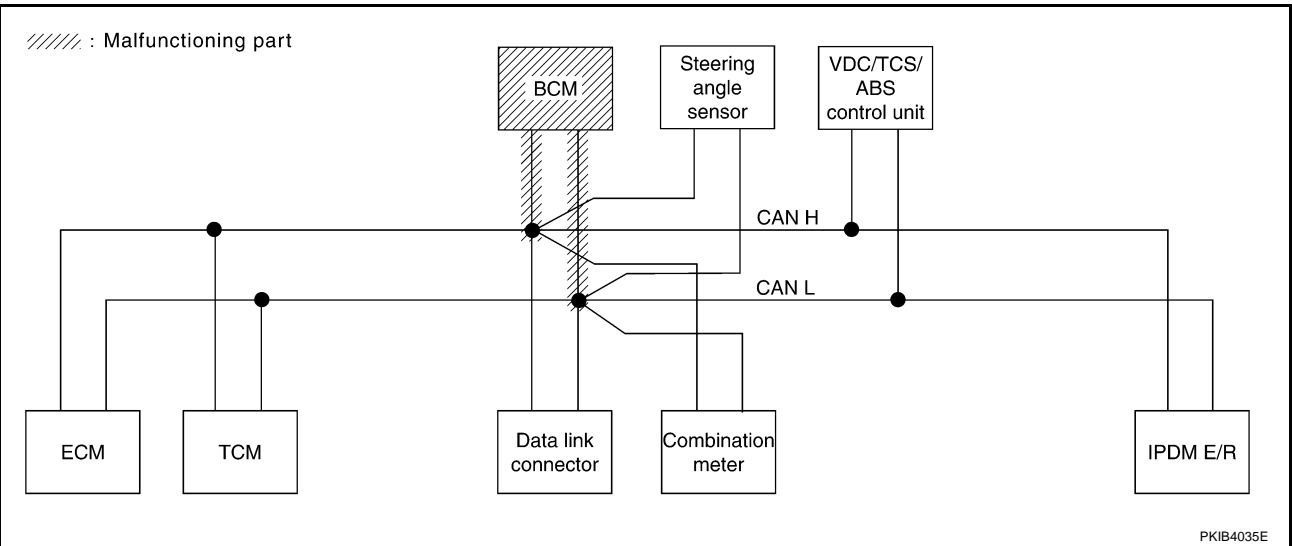 : Malfunctioning part
BCM
Steering
angle
sensor
VDC/TCS/
ABS
control unit
CAN H
CAN L
ECM
TCM
Data link
connector
Combination
meter
IPDM E/R
PKIB4035E